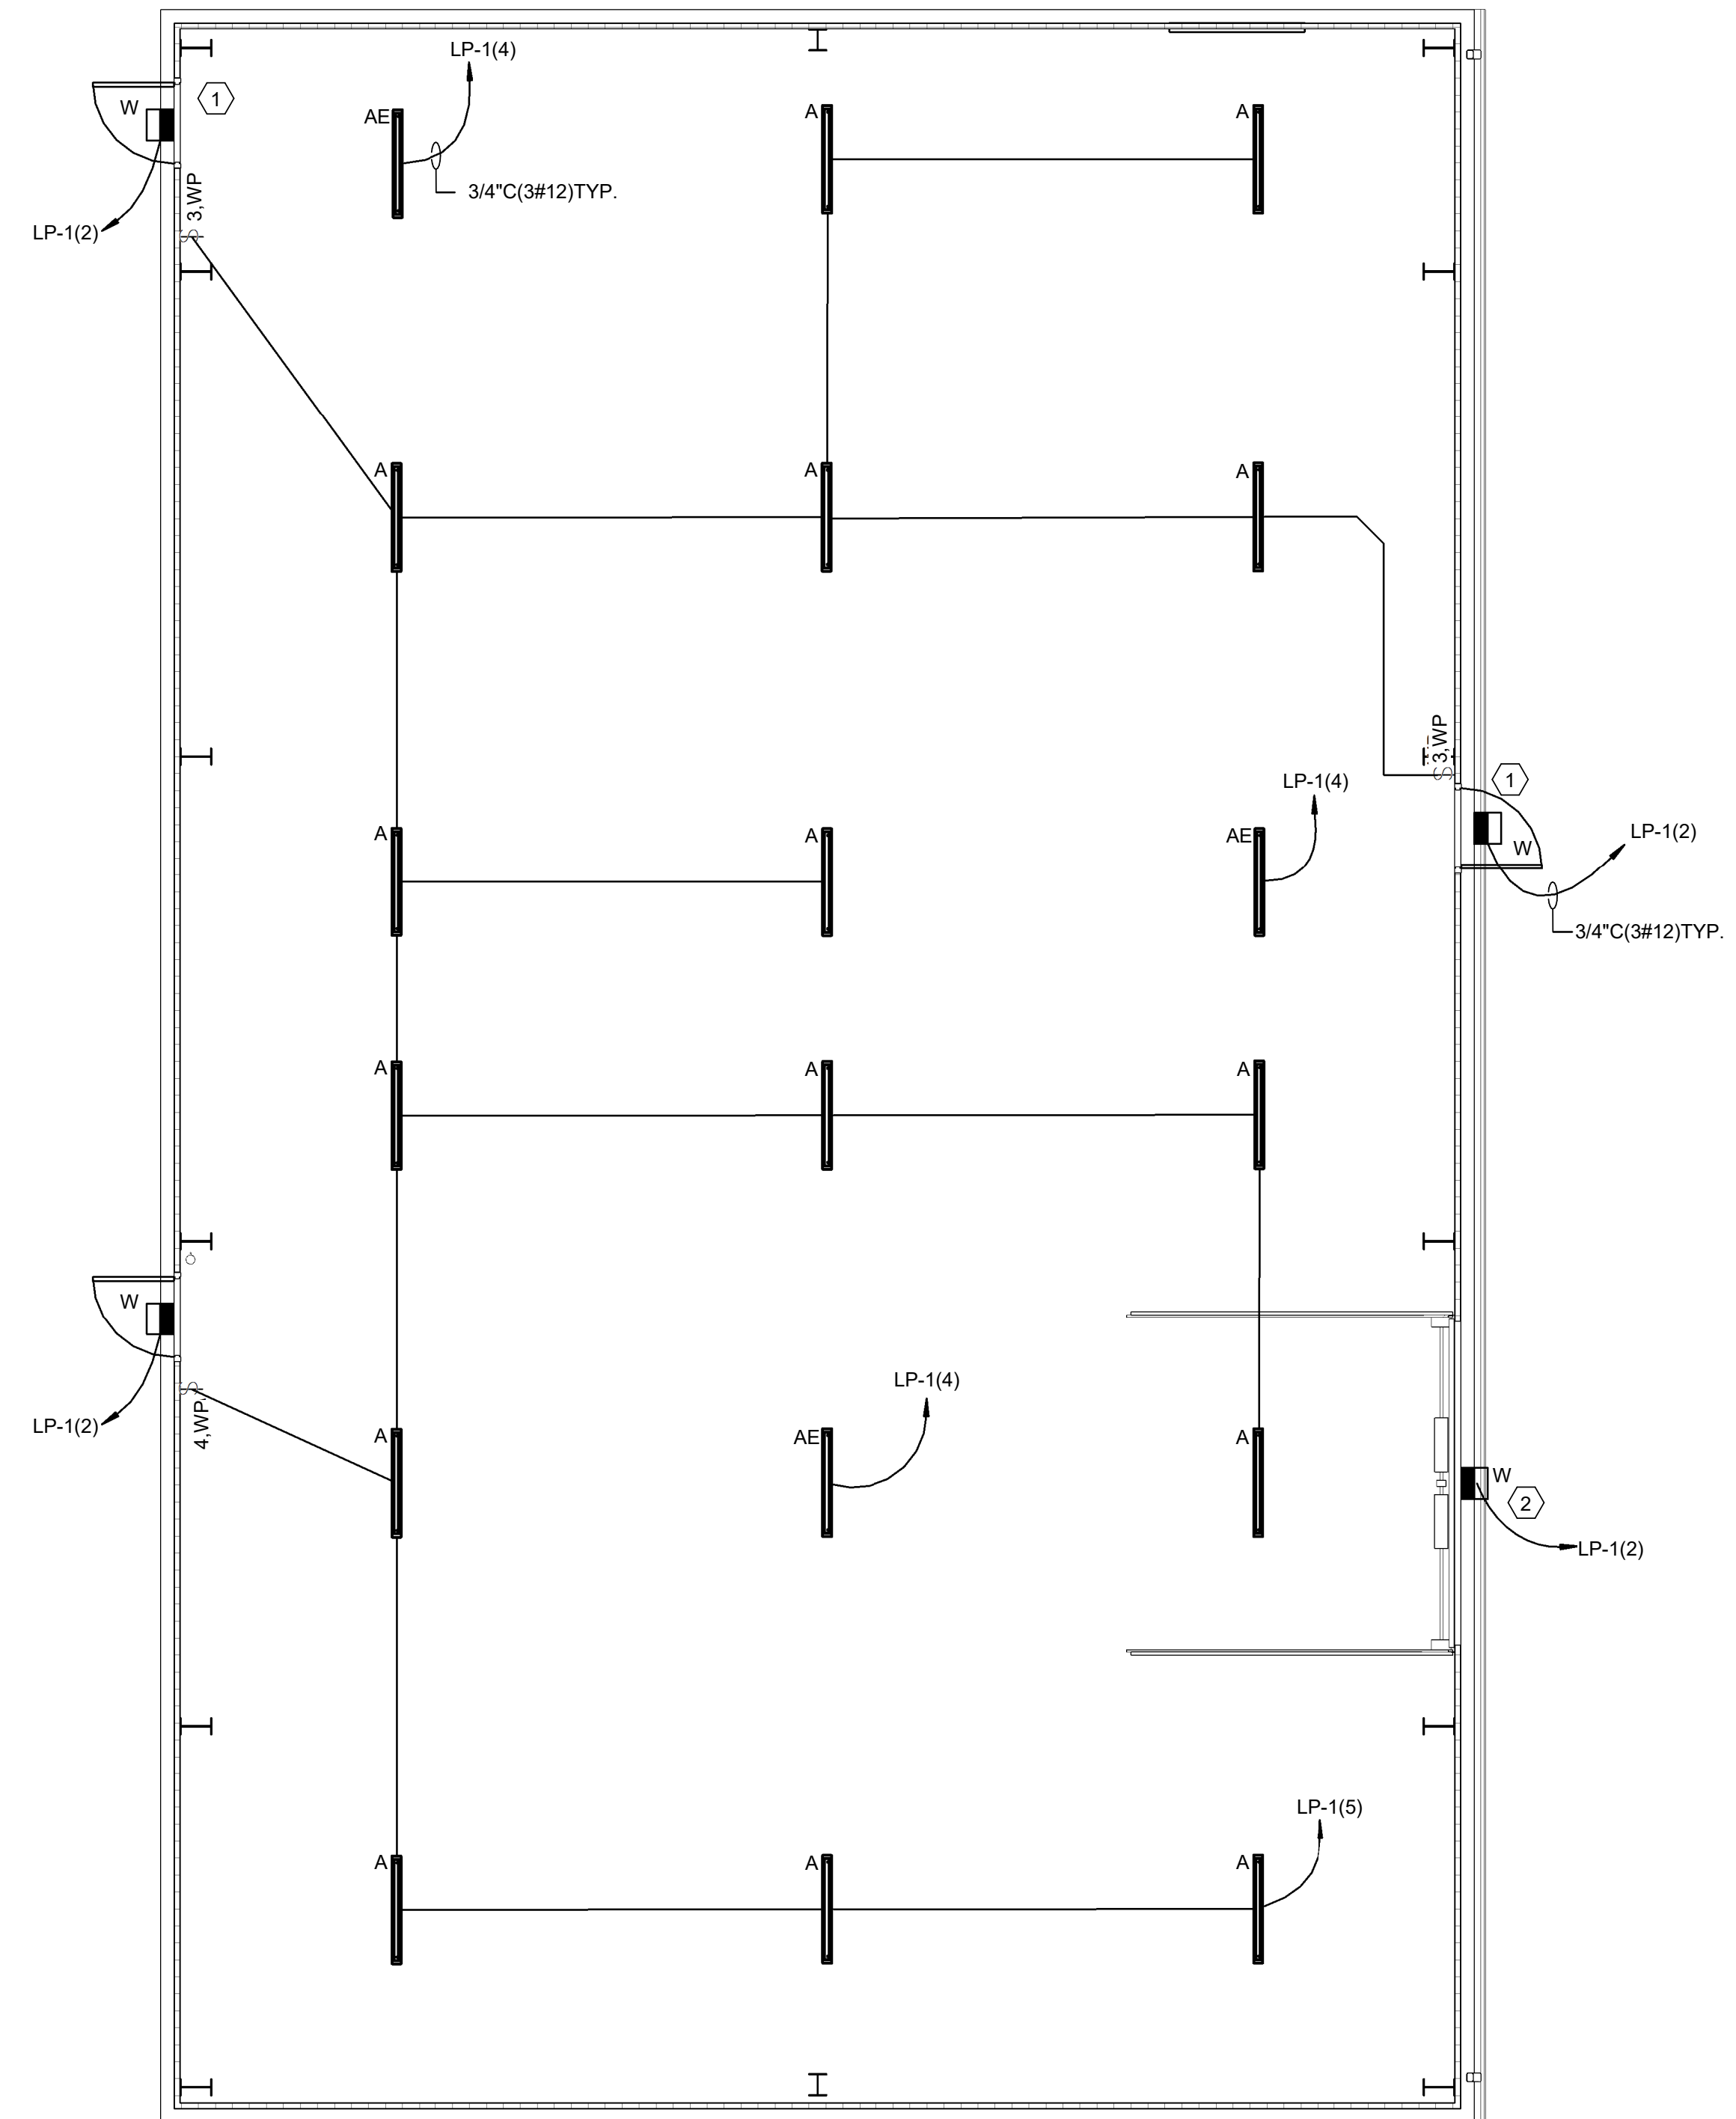 LP-1(4)
W
1
AE
A
A
3/4"C(3#12)TYP.
3,WP
LP-1(2)
A
A
A
3,WP
LP-1(4)
1
A
A
AE
W
LP-1(2)
3/4"C(3#12)TYP.
A
A
A
W
LP-1(4)
LP-1(2)
4,WP
A
AE
A
W
2
LP-1(2)
LP-1(5)
A
A
A